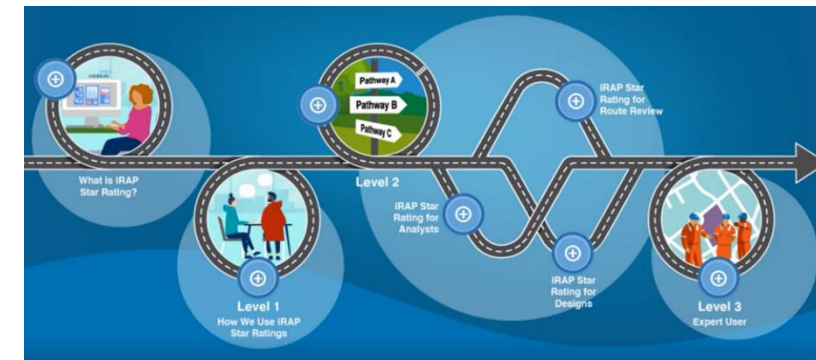 What is iRAP
Star Rating?
Level 1
How We Use iRAP
Star Ratings
Pathway A
Pathway B
Pathway C
Level 2
iRAP Star
Rating for
Analysts
iRAP Star
Rating for
Route Review
iRAP Star
Rating for
Designs
Level 3
Expert User